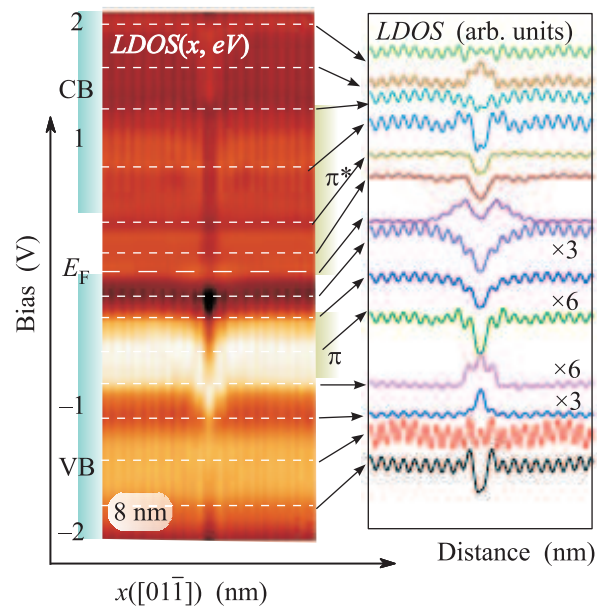 2
LDOS(x, eV)
LDOS (arb. units)
CB
1
π*
E_F
×3
×6
π
×6
×3
−1
VB
8 nm
−2
Bias (V)
Distance (nm)
x([011̄]) (nm)